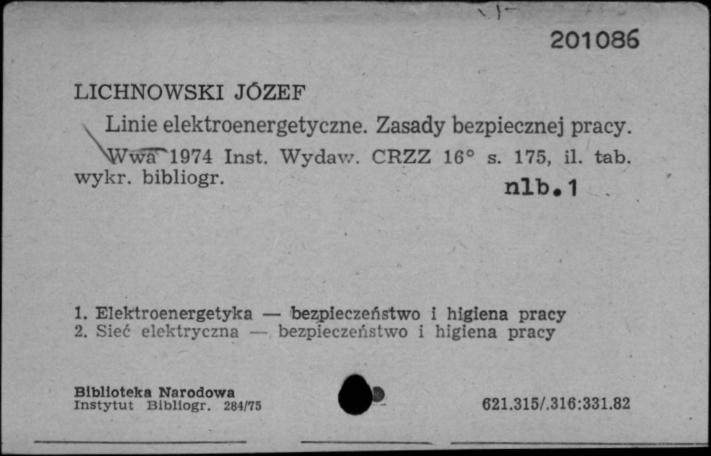 201086
LICHNOWSKI JÓZEF
Linie elektroenergetyczne. Zasady bezpiecznej pracy.
Wwa 1974 Inst. Wydaw. CRZZ 16° s. 175, il. tab.
wykr. bibliogr.
nlb.1
1. Elektroenergetyka — bezpieczeństwo i higiena pracy
2. Sieć elektryczna — bezpieczeństwo i higiena pracy
Biblioteka Narodowa
Instytut Bibliogr. 284/75
621.315/.316:331.82